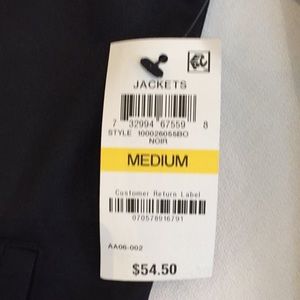 JACKETS
7 32994 67559 8
STYLE 100026055BO
NOIR
MEDIUM
Customer Return Label
070578916791
AA06-002
$54.50